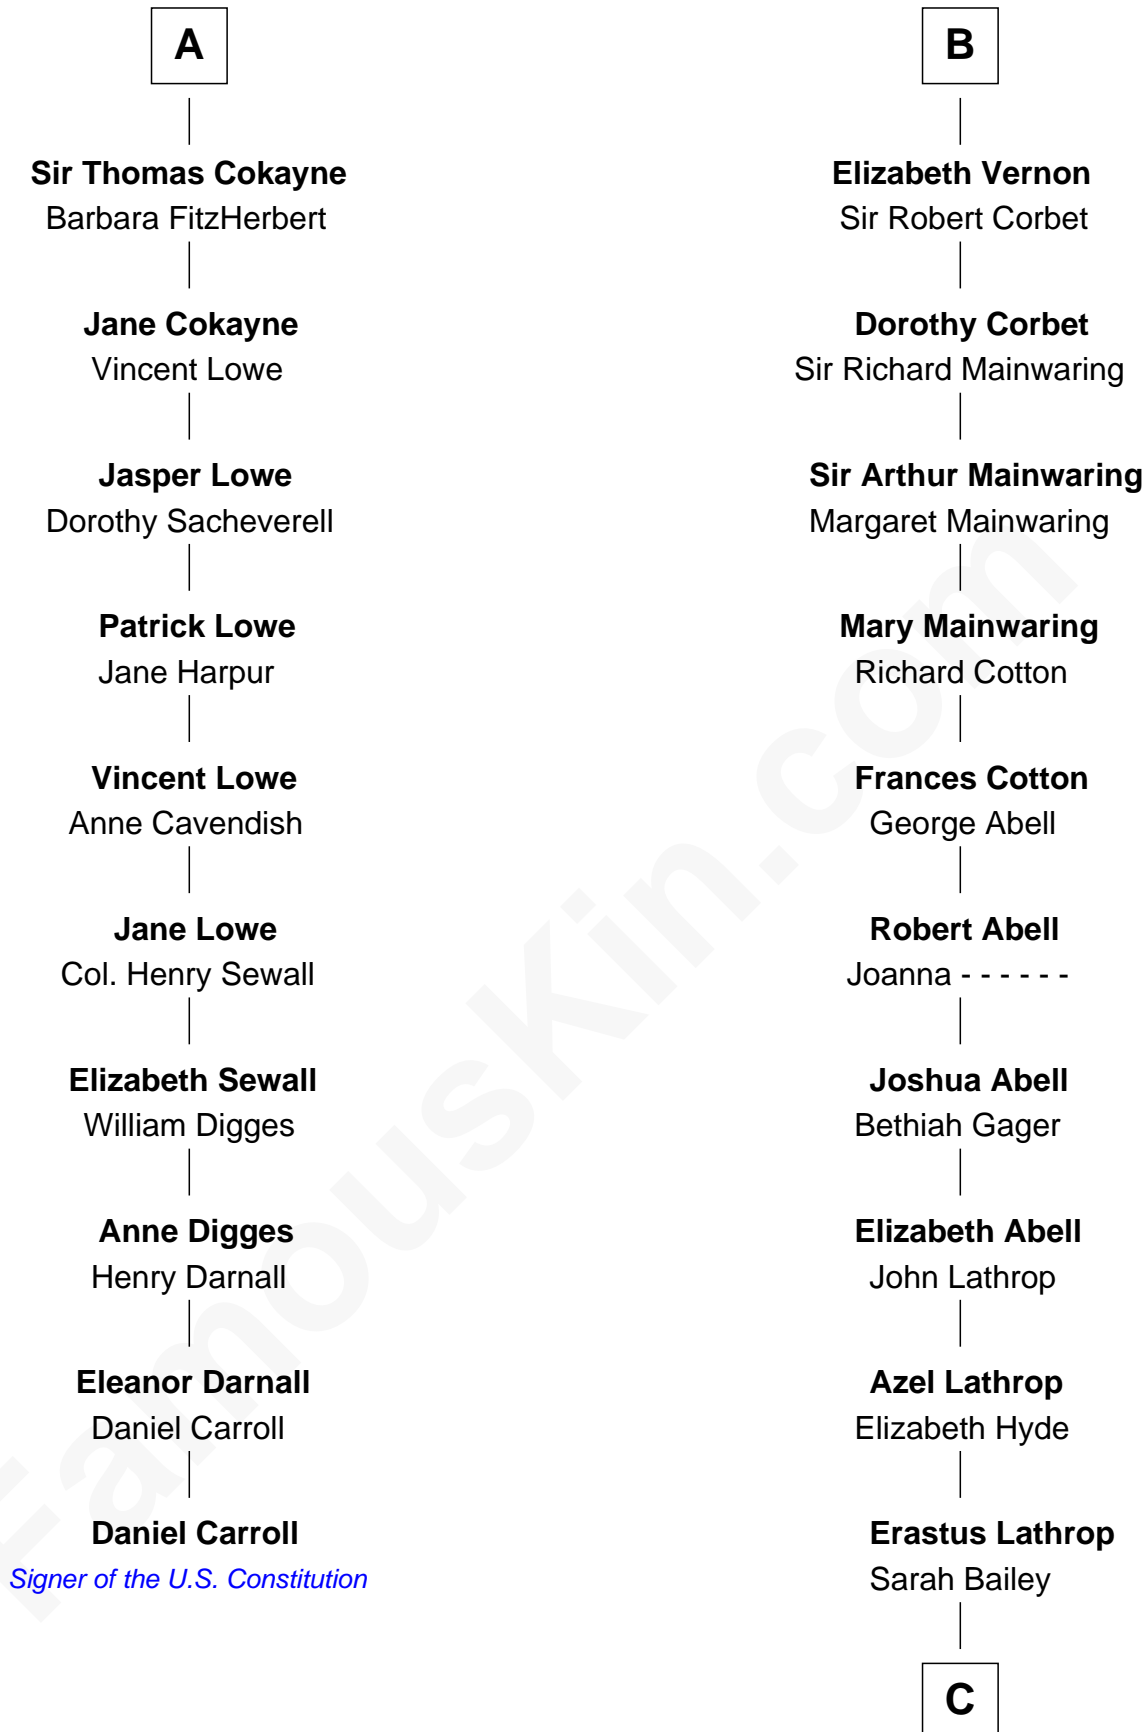 A
Sir Thomas Cokayne
Barbara FitzHerbert
Jane Cokayne
Vincent Lowe
Jasper Lowe
Dorothy Sacheverell
Patrick Lowe
Jane Harpur
Vincent Lowe
Anne Cavendish
Jane Lowe
Col. Henry Sewall
Elizabeth Sewall
William Digges
Anne Digges
Henry Darnall
Eleanor Darnall
Daniel Carroll
Daniel Carroll
Signer of the U.S. Constitution
B
Elizabeth Vernon
Sir Robert Corbet
Dorothy Corbet
Sir Richard Mainwaring
Sir Arthur Mainwaring
Margaret Mainwaring
Mary Mainwaring
Richard Cotton
Frances Cotton
George Abell
Robert Abell
Joanna - - - - - -
Joshua Abell
Bethiah Gager
Elizabeth Abell
John Lathrop
Azel Lathrop
Elizabeth Hyde
Erastus Lathrop
Sarah Bailey
C
FamousKin.com